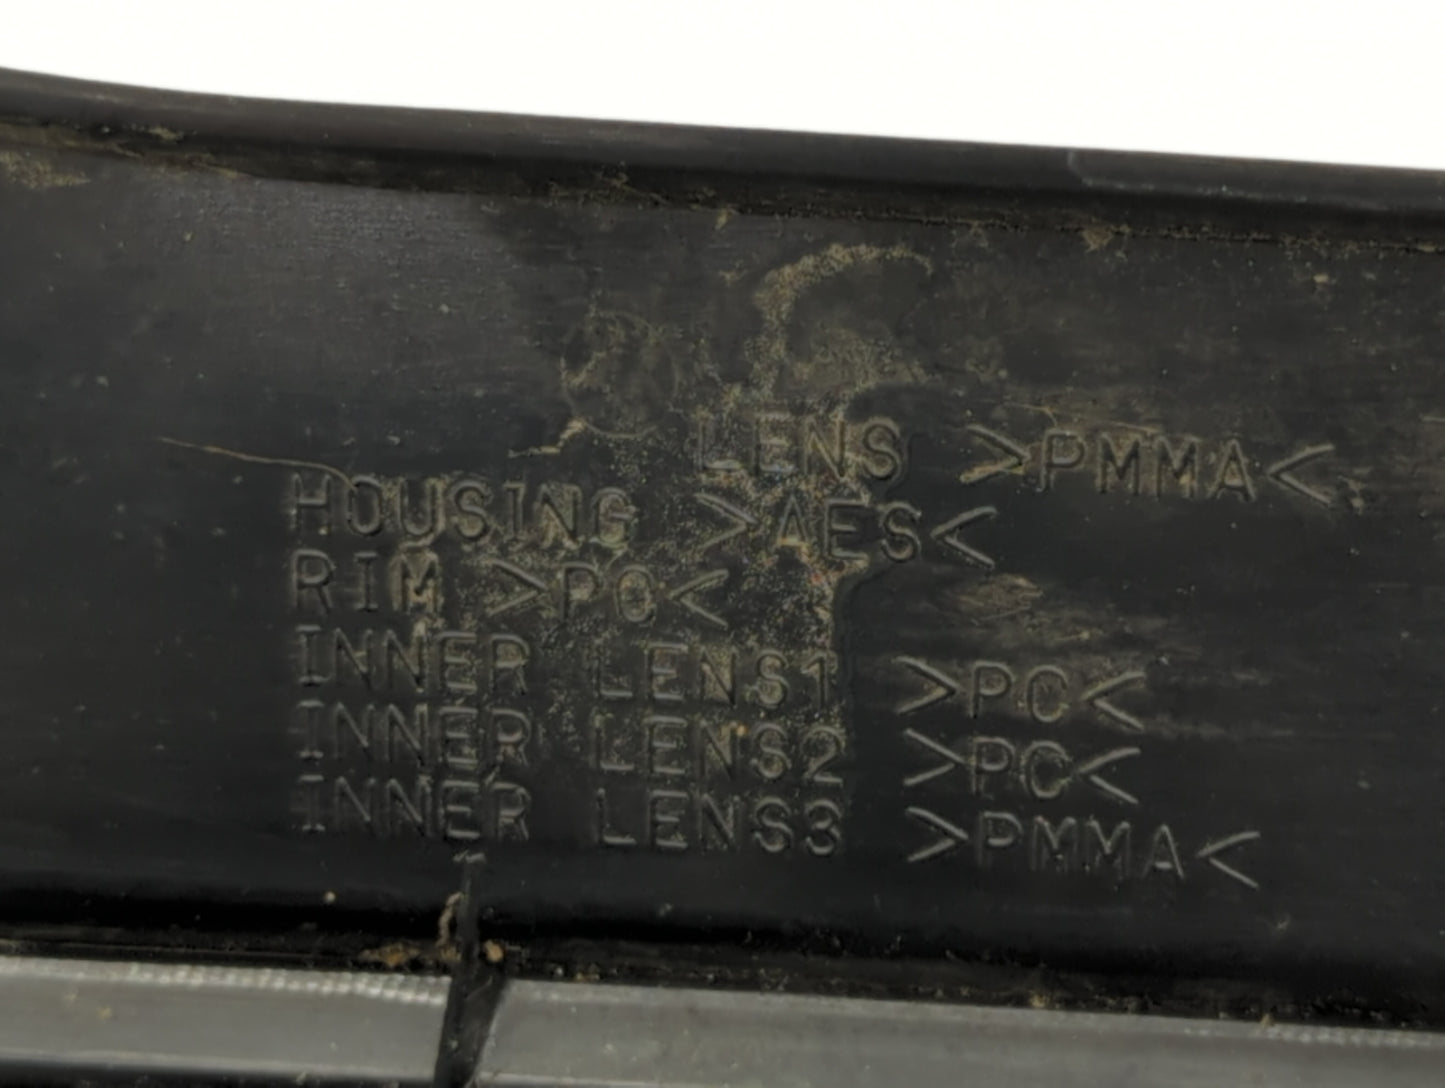 LENS >PMMA<
HOUSING >AES<
RIM >PC<
INNER LENS1 >PC<
INNER LENS2 >PC<
INNER LENS3 >PMMA<